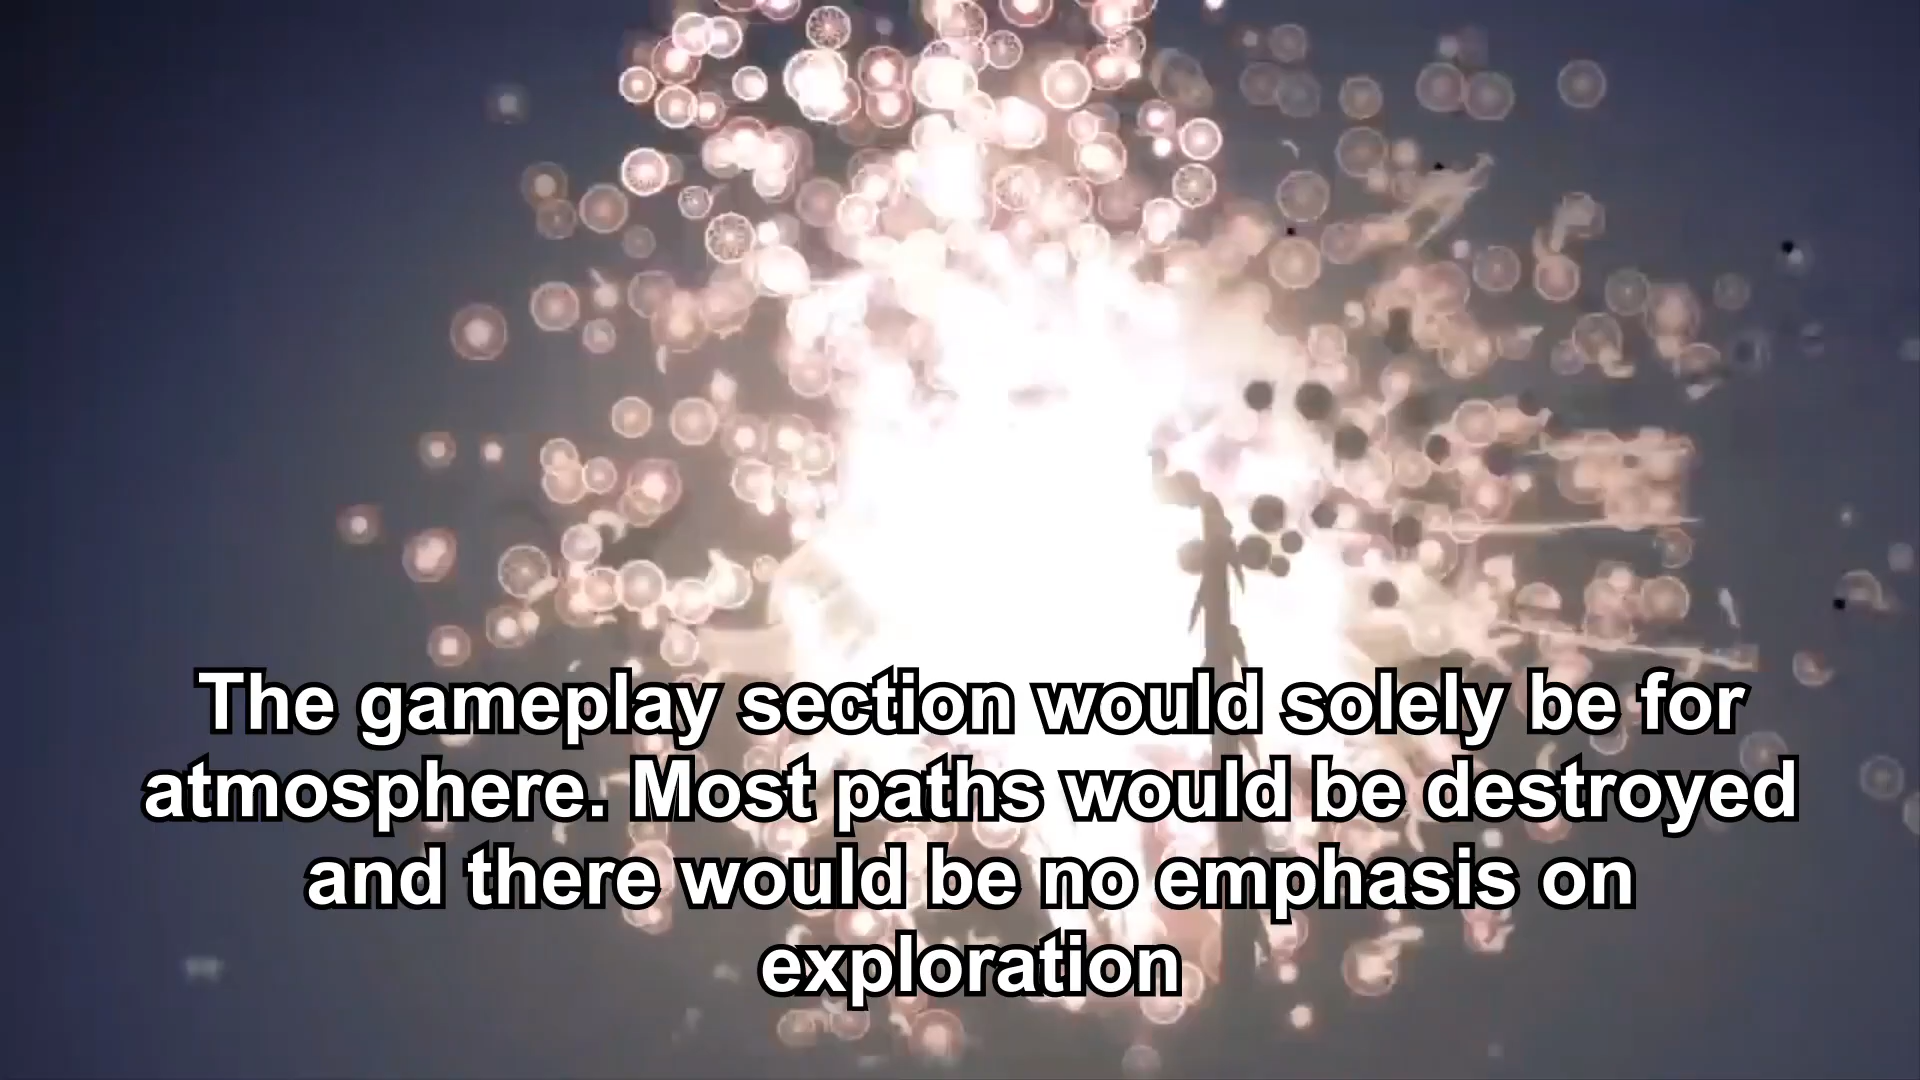 The gameplay section would solely be for
atmosphere. Most paths would be destroyed
and there would be no emphasis on
exploration